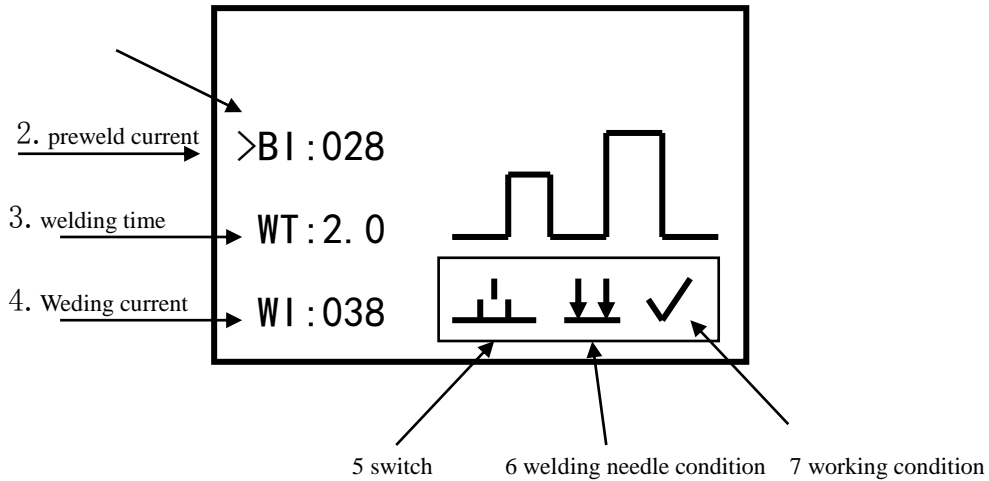 2. preweld current
>BI:028
3. welding time
WT:2.0
4. Weding current
WI:038
5 switch
6 welding needle condition
7 working condition